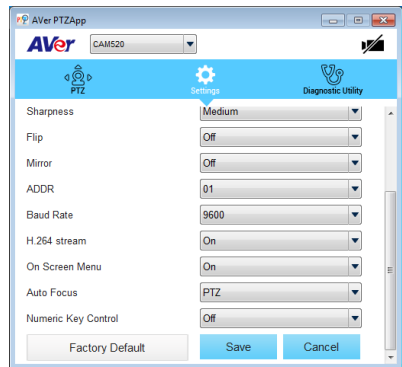 AVer PTZApp
AVer CAM520
PTZ Settings Diagnostic Utility
Sharpness Medium
Flip Off
Mirror Off
ADDR 01
Baud Rate 9600
H.264 stream On
On Screen Menu On
Auto Focus PTZ
Numeric Key Control Off
Factory Default Save Cancel